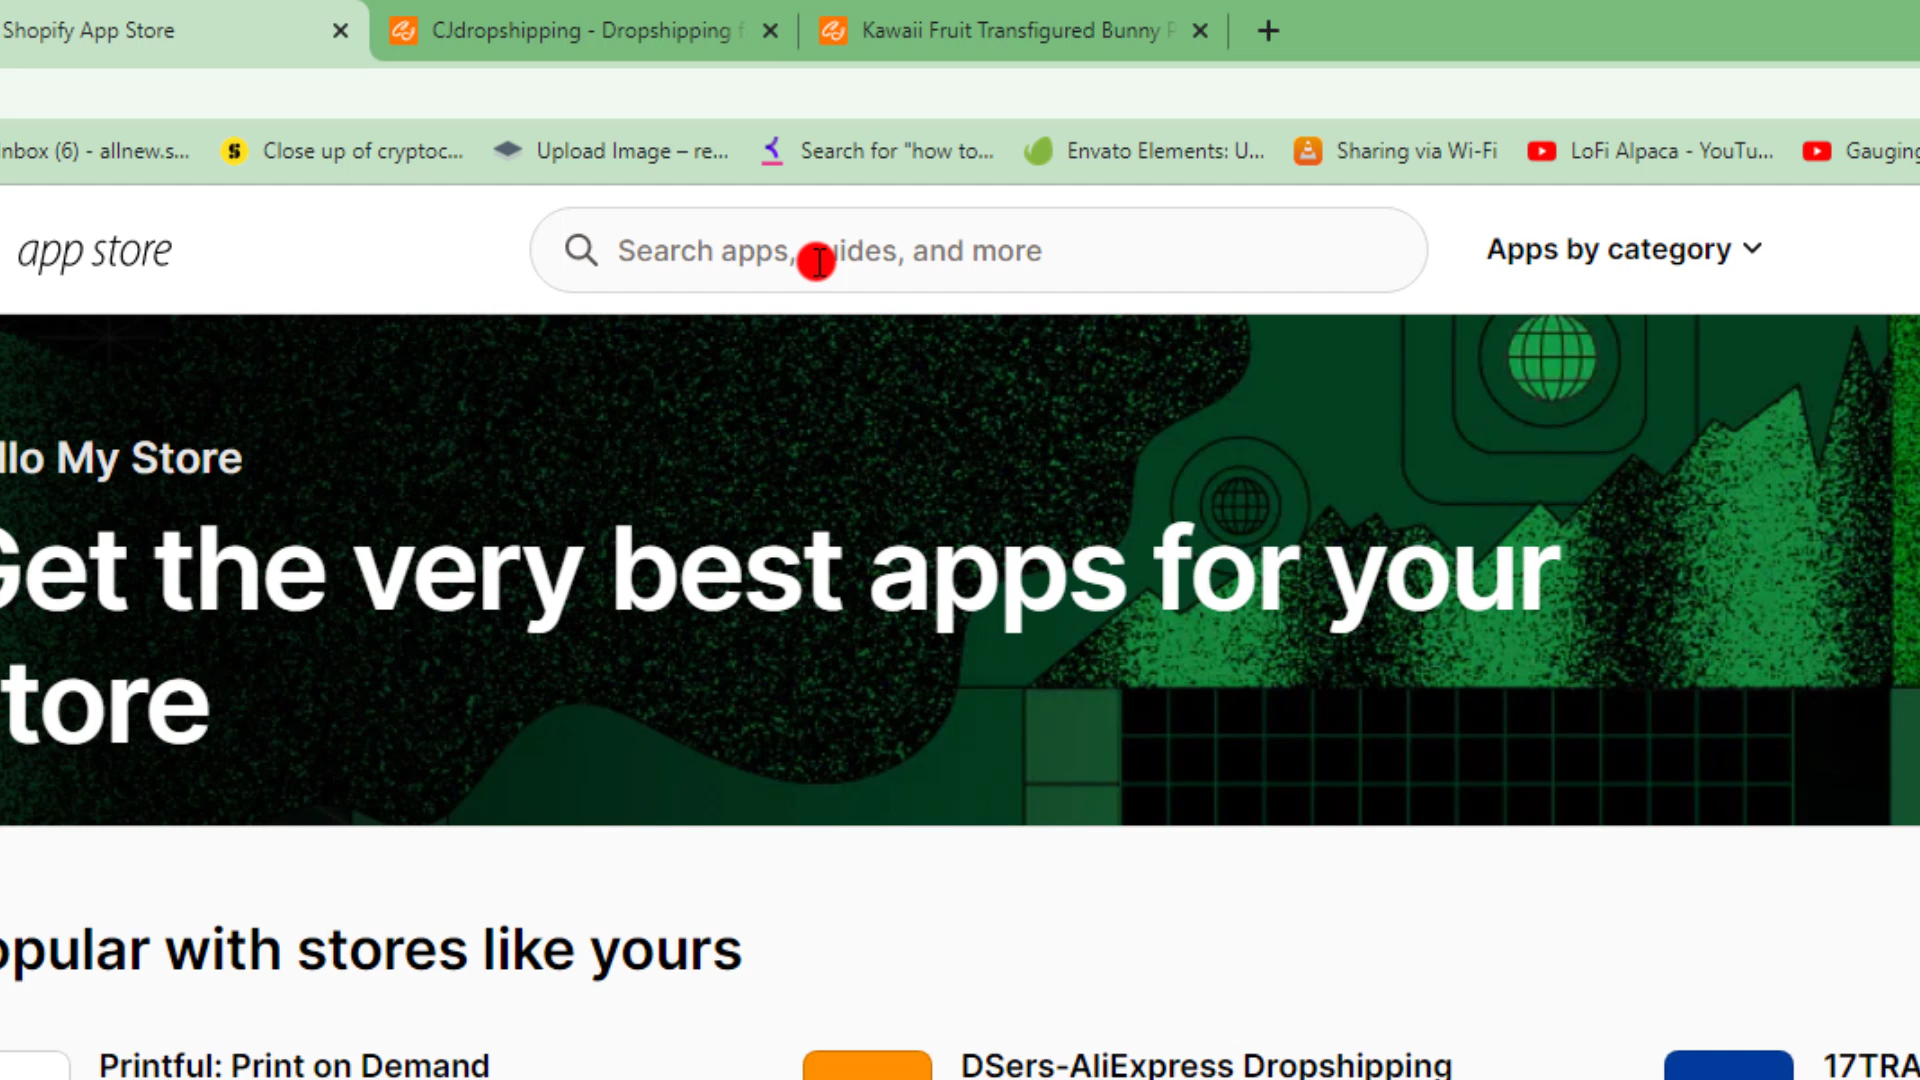 Shopify App Store
CJdropshipping - Dropshipping f
Kawaii Fruit Transfigured Bunny P
nbox (6) - allnew.s...
Close up of cryptoc...
Upload Image – re...
Search for "how to...
Envato Elements: U...
Sharing via Wi-Fi
LoFi Alpaca - YouTu...
Gauging
app store
Search apps, uides, and more
Apps by category
llo My Store
Get the very best apps for your
tore
opular with stores like yours
Printful: Print on Demand
DSers-AliExpress Dropshipping
17TRA